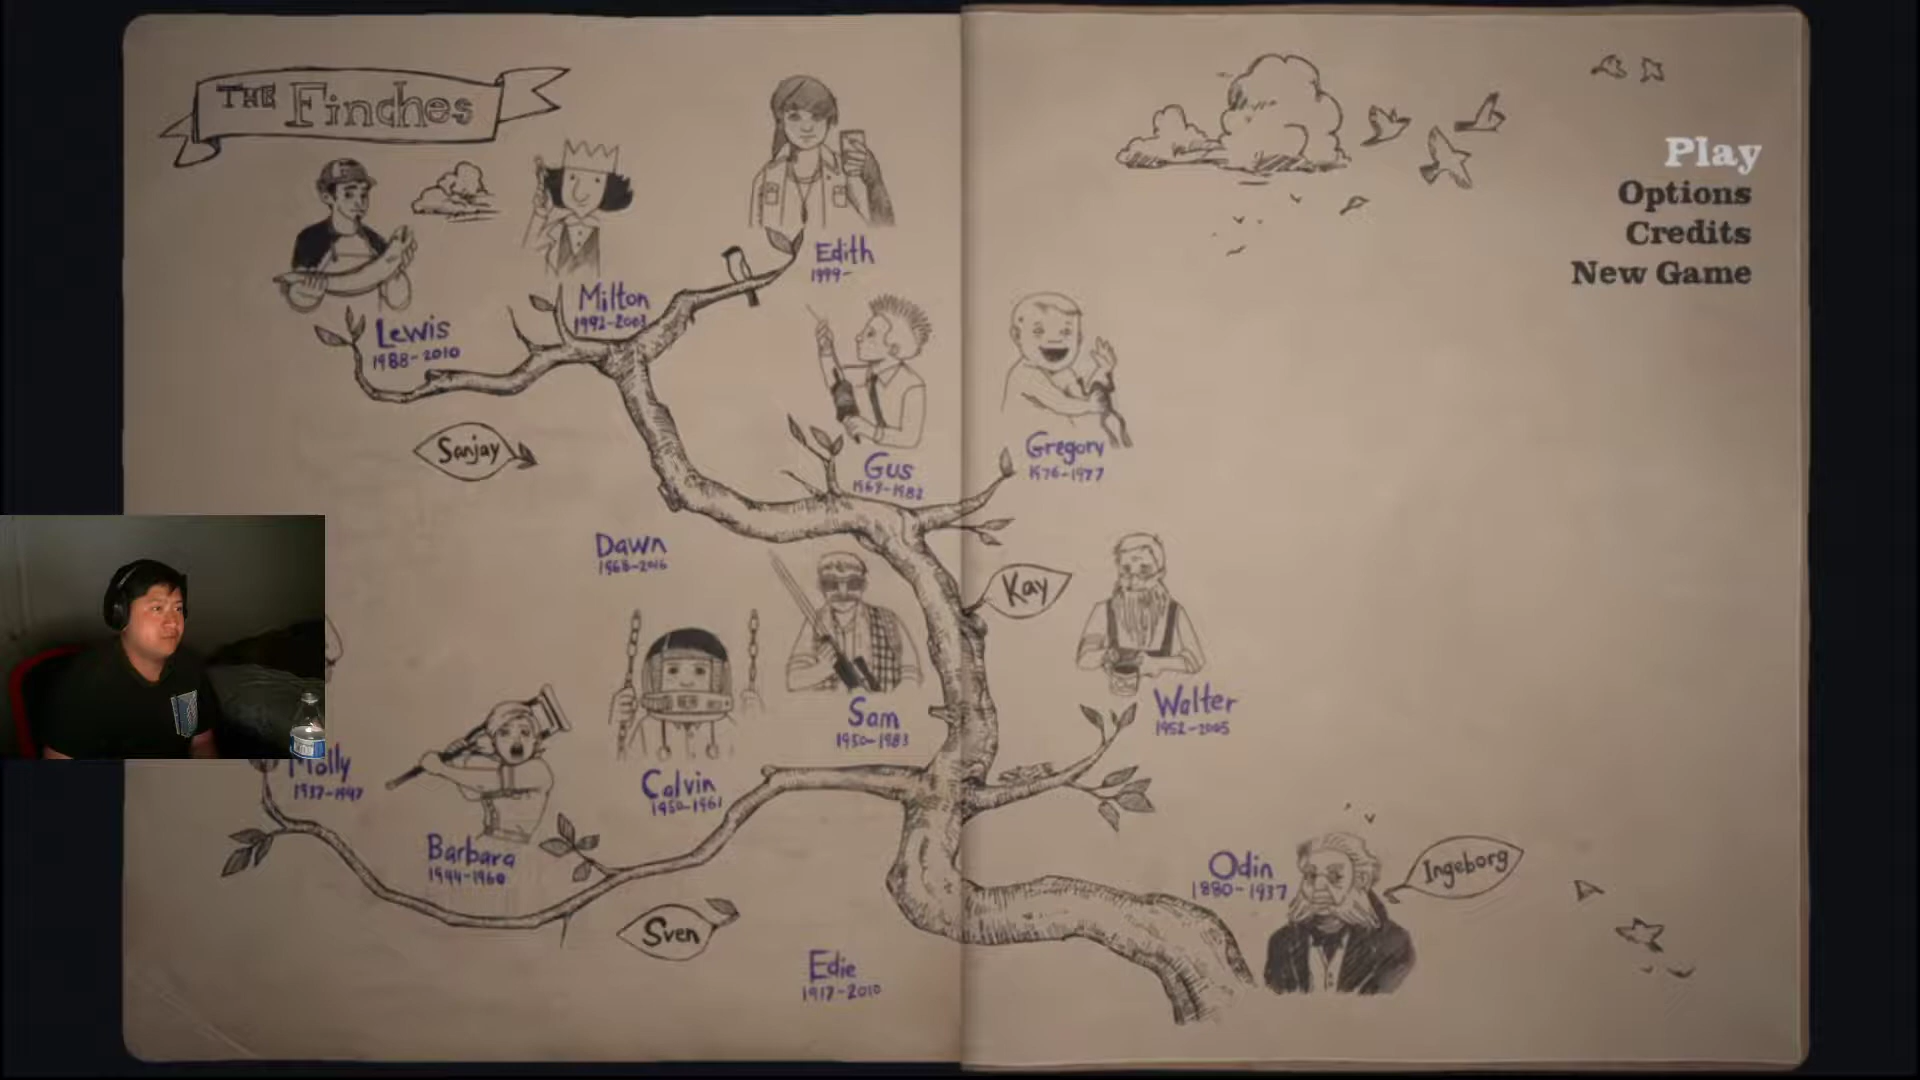 THE Finches
Play
Options
Credits
New Game
Edith
1999-
Milton
1992-2003
Lewis
1988-2010
Sanjay
Gus
1969-1982
Gregory
1976-1977
Dawn
1968-2016
Kay
Sam
1950-1983
Walter
1952-2005
Molly
1937-1947
Calvin
1950-1961
Barbara
1944-1960
Odin
1880-1937
Ingeborg
Sven
Edie
1917-2010